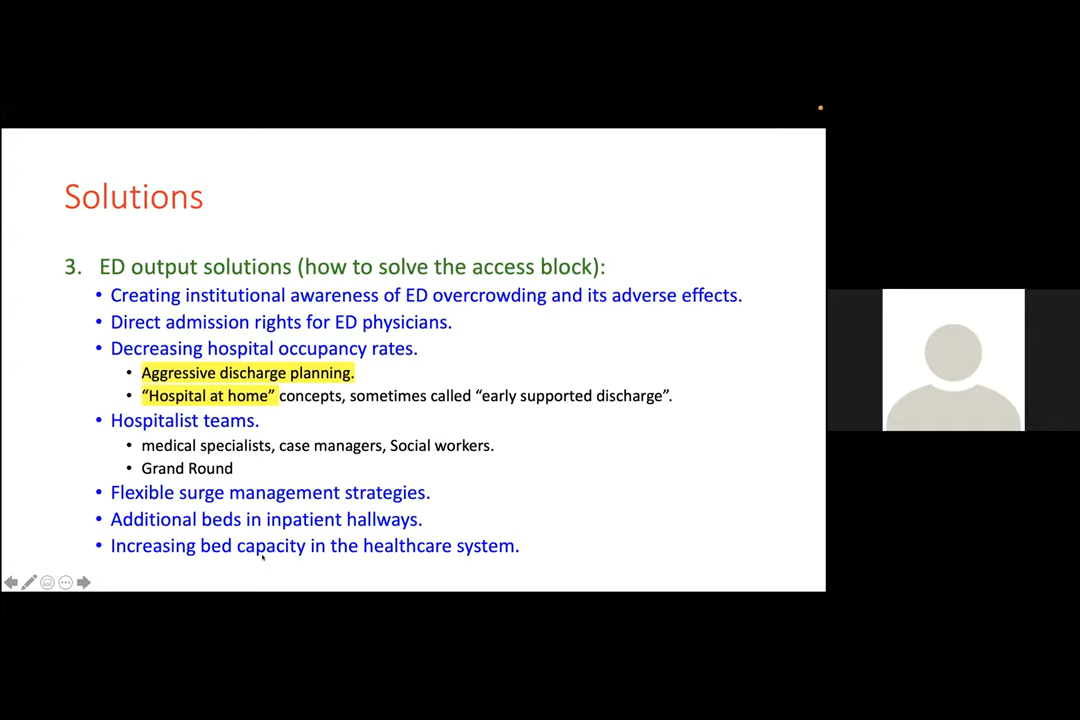 Solutions
3. ED output solutions (how to solve the access block):
• Creating institutional awareness of ED overcrowding and its adverse effects.
• Direct admission rights for ED physicians.
• Decreasing hospital occupancy rates.
• Aggressive discharge planning.
• “Hospital at home” concepts, sometimes called “early supported discharge”.
• Hospitalist teams.
• medical specialists, case managers, Social workers.
• Grand Round
• Flexible surge management strategies.
• Additional beds in inpatient hallways.
• Increasing bed capacity in the healthcare system.